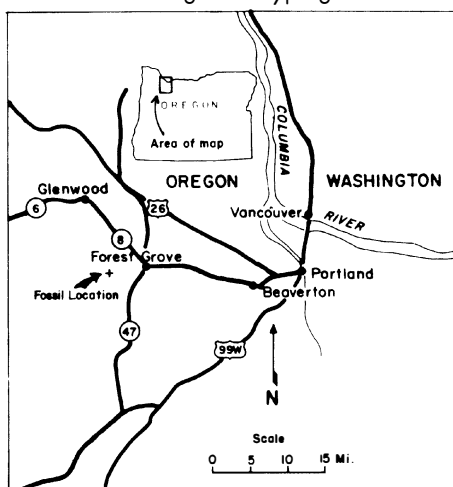 OREGON
Area of map
COLUMBIA
OREGON
WASHINGTON
Glenwood
26
Vancouver
RIVER
6
8
Forest Grove
Portland
Fossil Location
Beaverton
47
99W
N
Scale
0 5 10 15 Mi.